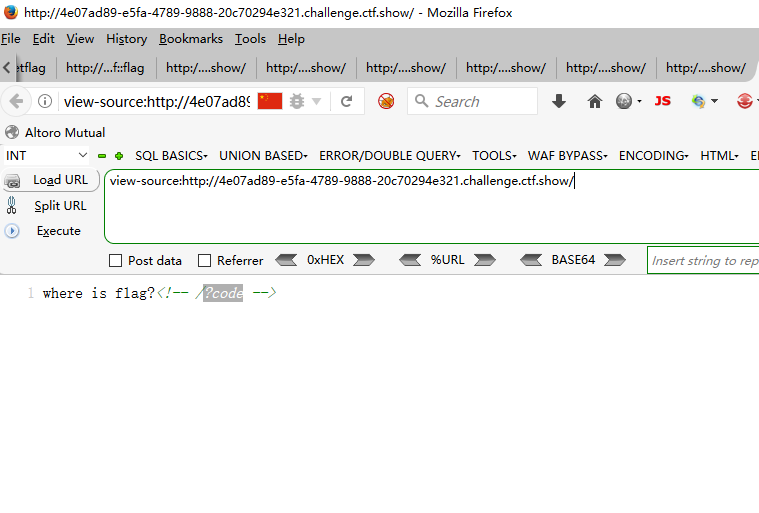 http://4e07ad89-e5fa-4789-9888-20c70294e321.challenge.ctf.show/ - Mozilla Firefox
File Edit View History Bookmarks Tools Help
etflag http:/...f::flag http:/....show/ http:/....show/ http:/....show/ http:/....show/ http:/....show/ http:/....show/
view-source:http://4e07ad89 Search JS
Altoro Mutual
INT SQL BASICS UNION BASED ERROR/DOUBLE QUERY TOOLS WAF BYPASS ENCODING HTML
Load URL view-source:http://4e07ad89-e5fa-4789-9888-20c70294e321.challenge.ctf.show/
Split URL
Execute
Post data Referrer 0xHEX %URL BASE64 Insert string to rep
1 where is flag?<!-- /?code -->